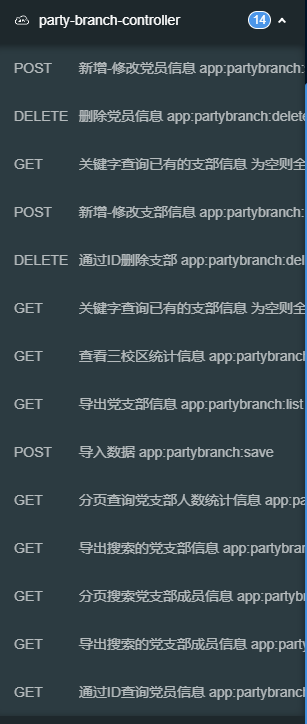 party-branch-controller 14
POST 新增-修改党员信息 app:partybranch:
DELETE 删除党员信息 app:partybranch:delete
GET 关键字查询已有的支部信息 为空则全
POST 新增-修改支部信息 app:partybranch:
DELETE 通过ID删除支部 app:partybranch:del
GET 关键字查询已有的支部信息 为空则全
GET 查看三校区统计信息 app:partybranch
GET 导出党支部信息 app:partybranch:list
POST 导入数据 app:partybranch:save
GET 分页查询党支部人数统计信息 app:pa
GET 导出搜索的党支部信息 app:partybran
GET 分页搜索党支部成员信息 app:partyb
GET 导出搜索的党支部成员信息 app:party
GET 通过ID查询党员信息 app:partybranch